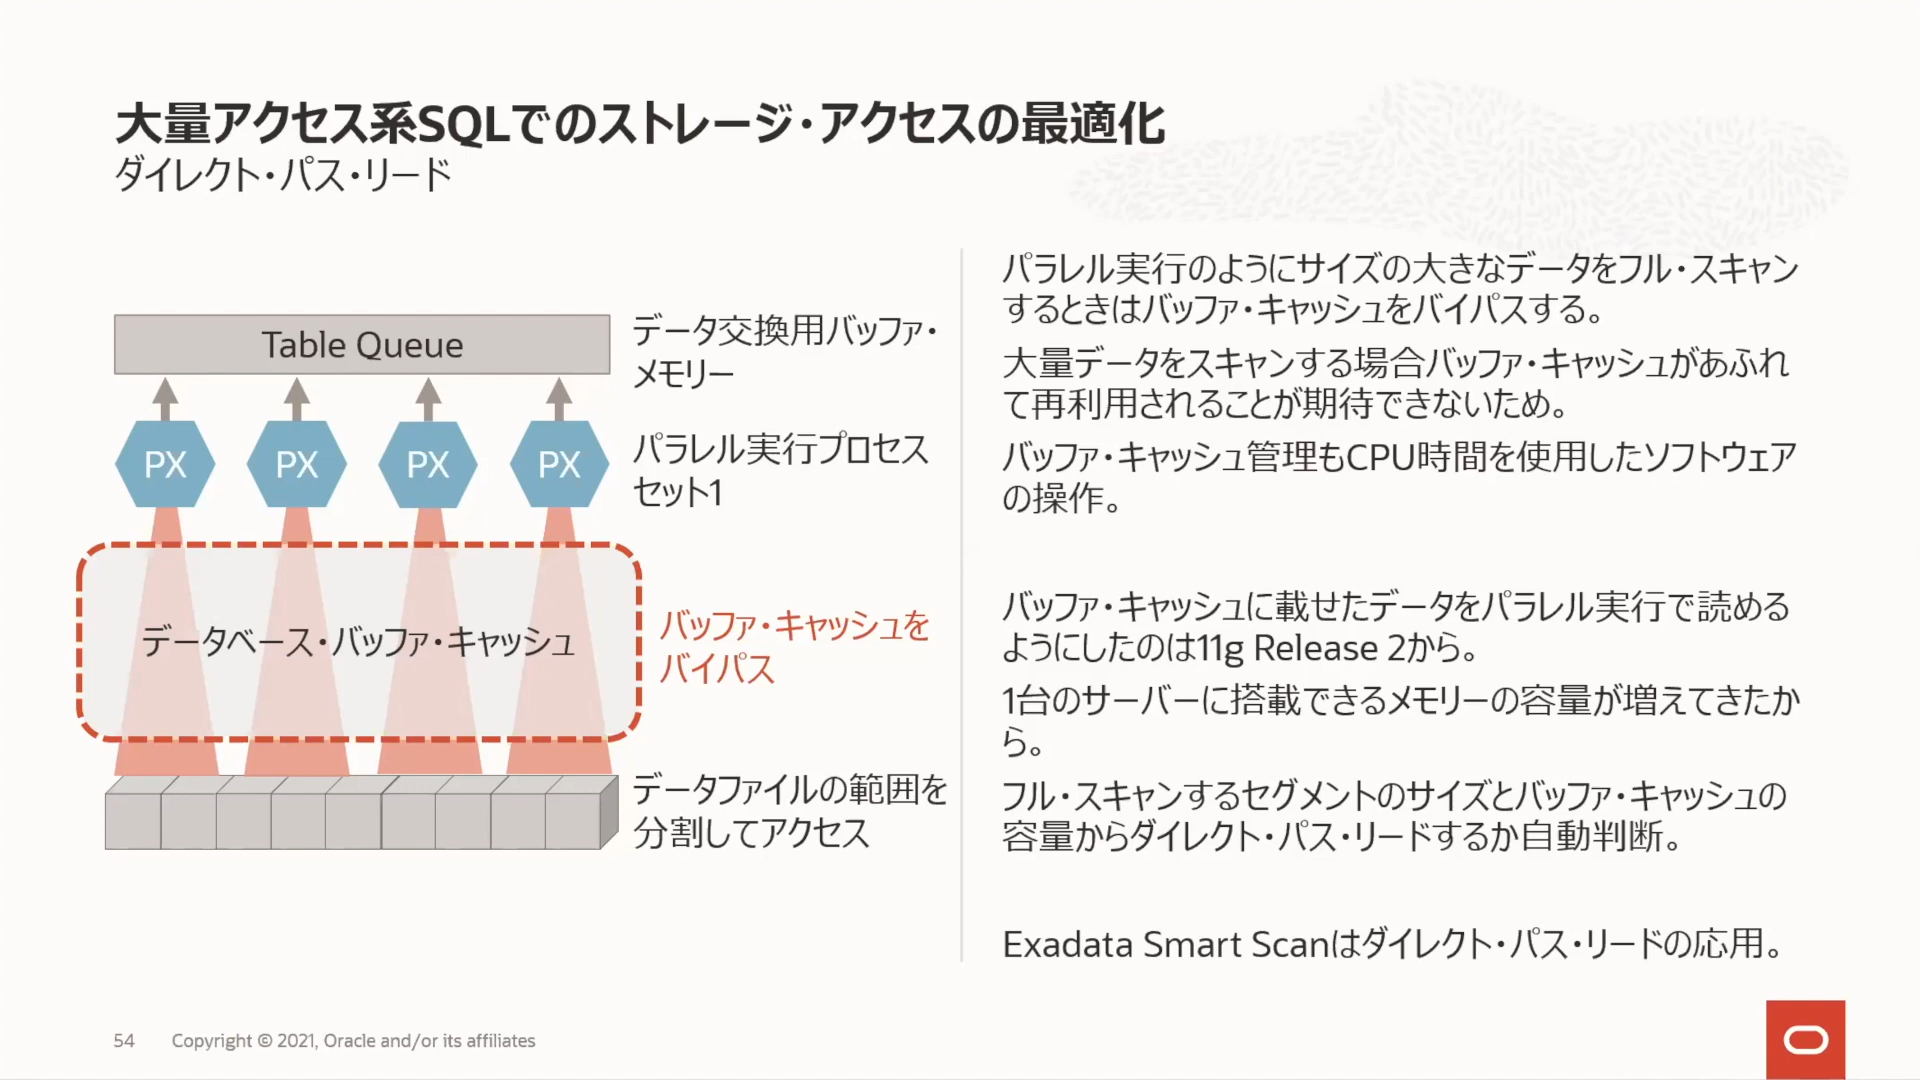 大量アクセス系SQLでのストレージ・アクセスの最適化
ダイレクト・パス・リード
Table Queue
データ交換用バッファ・
メモリー
PX PX PX PX
パラレル実行プロセス
セット1
データベース・バッファ・キャッシュ
バッファ・キャッシュを
バイパス
データファイルの範囲を
分割してアクセス
パラレル実行のようにサイズの大きなデータをフル・スキャン
するときはバッファ・キャッシュをバイパスする。
大量データをスキャンする場合バッファ・キャッシュがあふれ
て再利用されることが期待できないため。
バッファ・キャッシュ管理もCPU時間を使用したソフトウェア
の操作。
バッファ・キャッシュに載せたデータをパラレル実行で読める
ようにしたのは11g Release 2から。
1台のサーバーに搭載できるメモリーの容量が増えてきたか
ら。
フル・スキャンするセグメントのサイズとバッファ・キャッシュの
容量からダイレクト・パス・リードするか自動判断。
Exadata Smart Scanはダイレクト・パス・リードの応用。
54 Copyright © 2021, Oracle and/or its affiliates